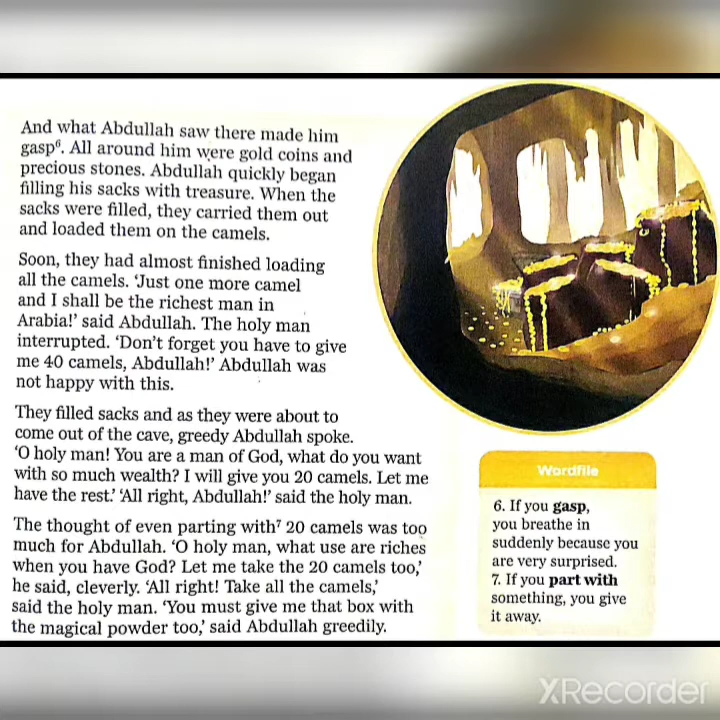 And what Abdullah saw there made him
gasp⁶. All around him were gold coins and
precious stones. Abdullah quickly began
filling his sacks with treasure. When the
sacks were filled, they carried them out
and loaded them on the camels.
Soon, they had almost finished loading
all the camels. ‘Just one more camel
and I shall be the richest man in
Arabia!’ said Abdullah. The holy man
interrupted. ‘Don’t forget you have to give
me 40 camels, Abdullah!’ Abdullah was
not happy with this.
They filled sacks and as they were about to
come out of the cave, greedy Abdullah spoke.
‘O holy man! You are a man of God, what do you want
with so much wealth? I will give you 20 camels. Let me
have the rest.’ ‘All right, Abdullah!’ said the holy man.
The thought of even parting with⁷ 20 camels was too
much for Abdullah. ‘O holy man, what use are riches
when you have God? Let me take the 20 camels too,’
he said, cleverly. ‘All right! Take all the camels,’
said the holy man. ‘You must give me that box with
the magical powder too,’ said Abdullah greedily.
Wordfile
6. If you gasp,
you breathe in
suddenly because you
are very surprised.
7. If you part with
something, you give
it away.
XRecorder